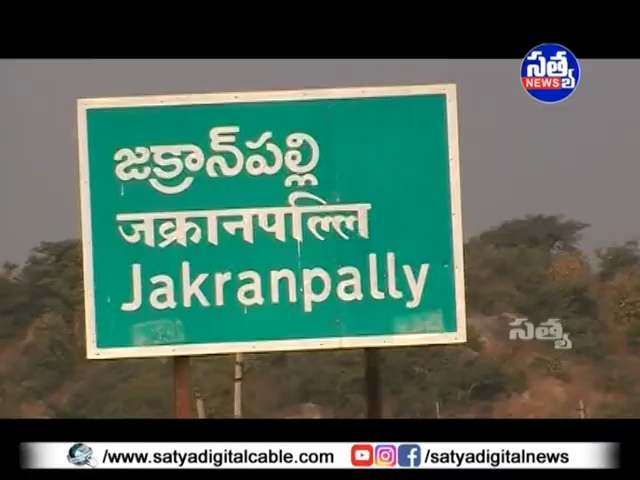 సత్య
NEWS
జక్రాన్‌పల్లి
जक्रानपल्लि
Jakranpally
సత్య
www.satyadigitalcable.com
/satyadigitalnews